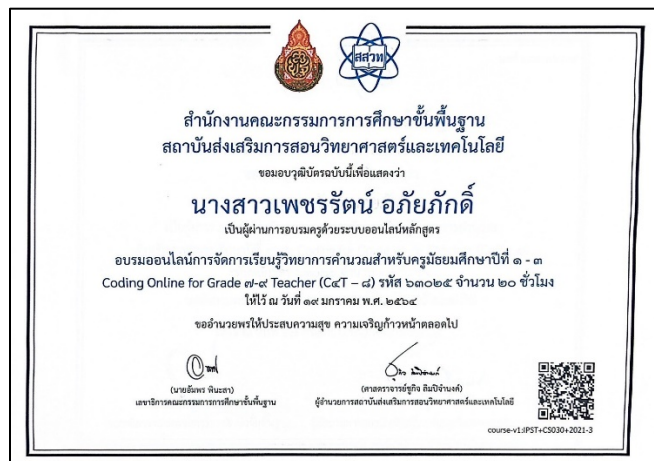 สสวท
สำนักงานคณะกรรมการการศึกษาขั้นพื้นฐาน
สถาบันส่งเสริมการสอนวิทยาศาสตร์และเทคโนโลยี
ขอมอบวุฒิบัตรฉบับนี้เพื่อแสดงว่า
นางสาวเพชรรัตน์ อภัยภักดิ์
เป็นผู้ผ่านการอบรมครูด้วยระบบออนไลน์หลักสูตร
อบรมออนไลน์การจัดการเรียนรู้วิทยาการคำนวณสำหรับครูมัธยมศึกษาปีที่ ๑ - ๓
Coding Online for Grade ๗-๙ Teacher (C๔T – ๘) รหัส ๖๓๐๒๕ จำนวน ๒๐ ชั่วโมง
ให้ไว้ ณ วันที่ ๑๙ มกราคม พ.ศ. ๒๕๖๔
ขออำนวยพรให้ประสบความสุข ความเจริญก้าวหน้าตลอดไป
(นายอัมพร พินะสา)
เลขาธิการคณะกรรมการการศึกษาขั้นพื้นฐาน
(ศาสตราจารย์ชูกิจ ลิมปิจำนงค์)
ผู้อำนวยการสถาบันส่งเสริมการสอนวิทยาศาสตร์และเทคโนโลยี
course-v1:IPST+CS030+2021-3